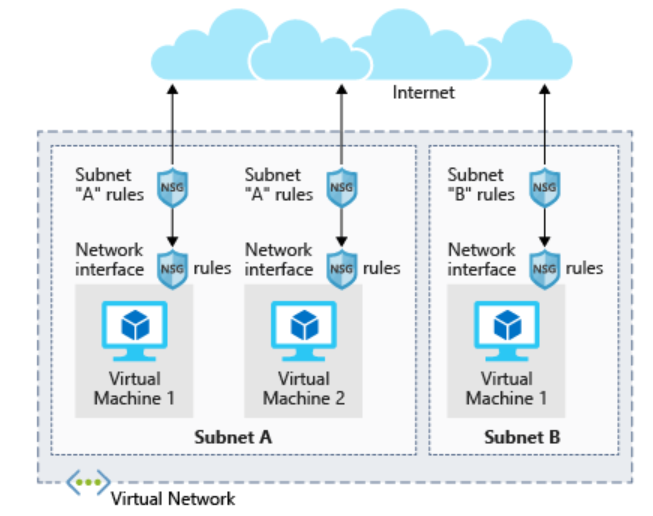 Internet
Subnet
"A" rules
NSG
Subnet
"A" rules
NSG
Subnet
"B" rules
NSG
Network
interface
NSG
rules
Network
interface
NSG
rules
Network
interface
NSG
rules
Virtual
Machine 1
Virtual
Machine 2
Virtual
Machine 1
Subnet A
Subnet B
Virtual Network